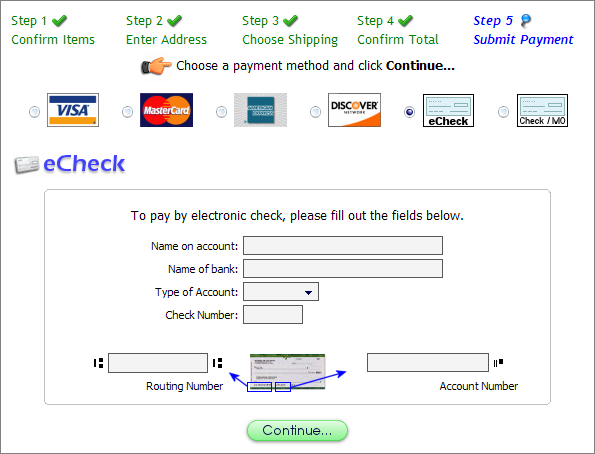 Step 1 Step 2 Step 3 Step 4 Step 5
Confirm Items Enter Address Choose Shipping Confirm Total Submit Payment
Choose a payment method and click Continue...
VISA MasterCard AMERICAN EXPRESS DISCOVER NETWORK eCheck Check / MO
eCheck
To pay by electronic check, please fill out the fields below.
Name on account:
Name of bank:
Type of Account:
Check Number:
Routing Number Account Number
Continue...